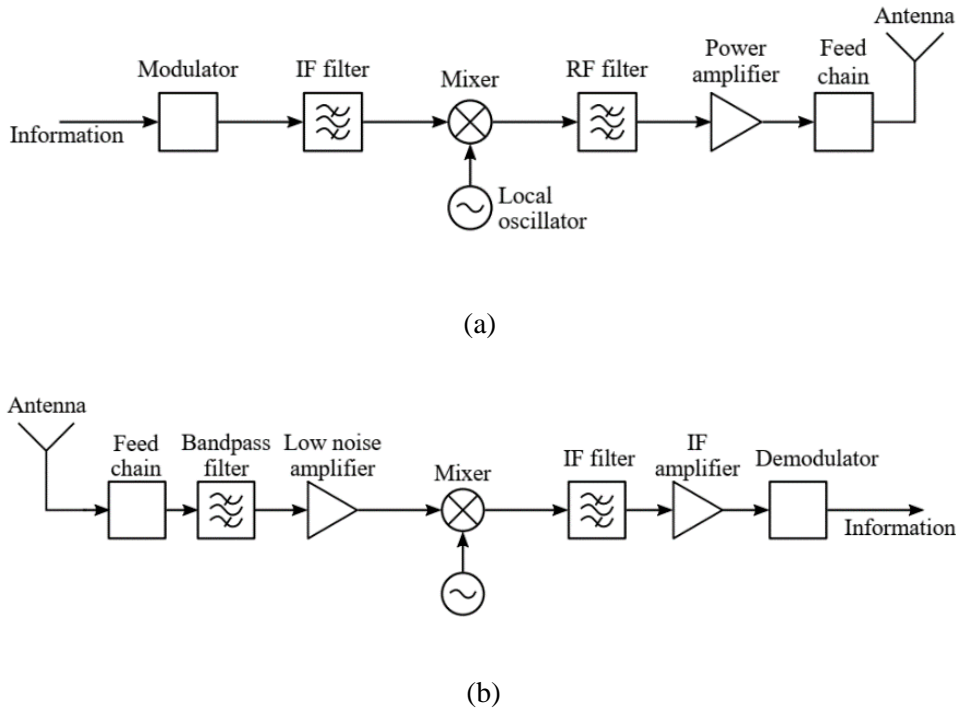 Antenna
Modulator
IF filter
Mixer
RF filter
Power
amplifier
Feed
chain
Information
Local
oscillator
(a)
Antenna
Feed
chain
Bandpass
filter
Low noise
amplifier
Mixer
IF filter
IF
amplifier
Demodulator
Information
(b)